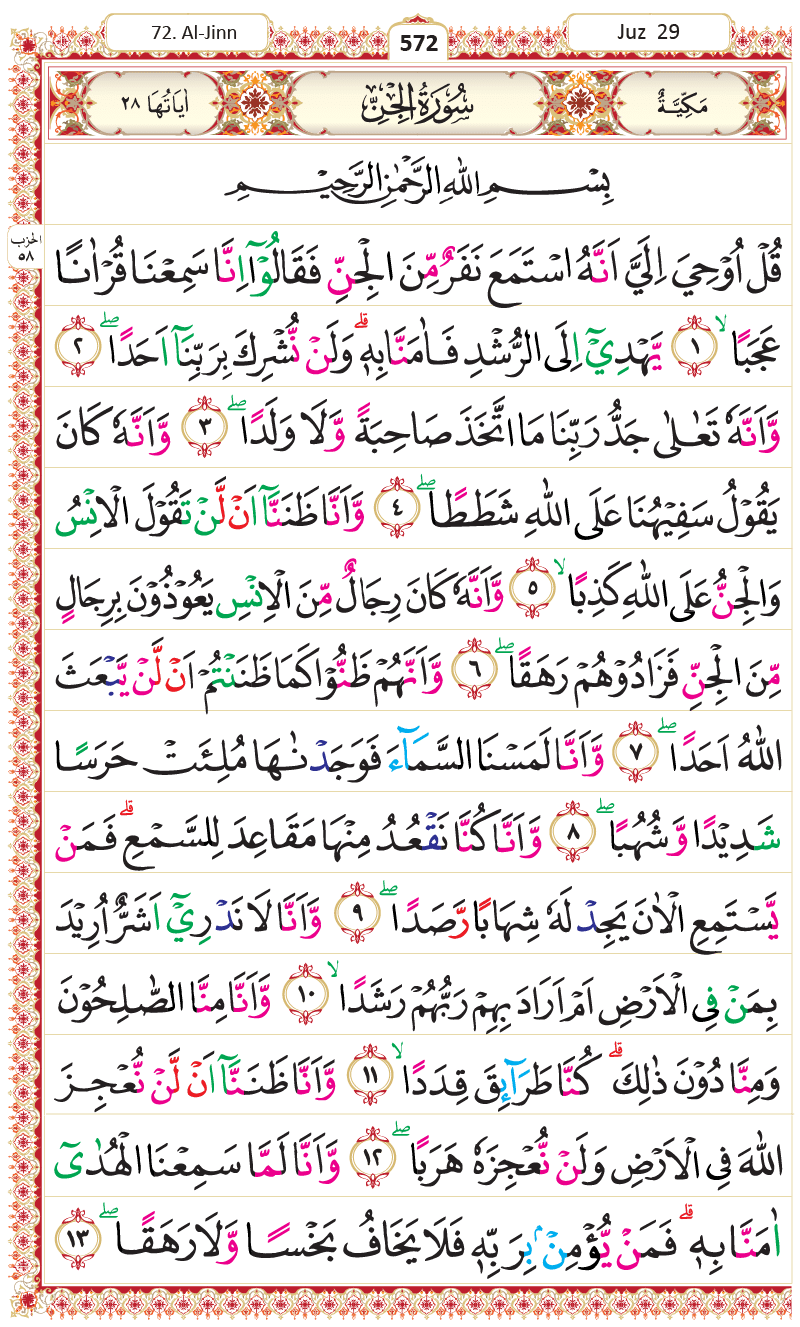 72. Al-Jinn
572
Juz 29
مَكِّيَّةٌ
سُوْرَةُ الْجِنِّ
اٰيَاتُهَا ٢٨
بِسْمِ اللّٰهِ الرَّحْمٰنِ الرَّحِيْمِ
الحزب ٥٨
قُلْ اُوْحِيَ اِلَيَّ اَنَّهُ اسْتَمَعَ نَفَرٌ مِّنَ الْجِنِّ فَقَالُوْٓا اِنَّا سَمِعْنَا قُرْاٰنًا
عَجَبًا ۙ ١ يَّهْدِيْٓ اِلَى الرُّشْدِ فَاٰمَنَّا بِهٖ ۗ وَلَنْ نُّشْرِكَ بِرَبِّنَآ اَحَدًا ۖ ٢
وَّاَنَّهٗ تَعٰلٰى جَدُّ رَبِّنَا مَا اتَّخَذَ صَاحِبَةً وَّلَا وَلَدًا ۖ ٣ وَّاَنَّهٗ كَانَ
يَقُوْلُ سَفِيْهُنَا عَلَى اللّٰهِ شَطَطًا ۖ ٤ وَّاَنَّا ظَنَنَّآ اَنْ لَّنْ تَقُوْلَ الْاِنْسُ
وَالْجِنُّ عَلَى اللّٰهِ كَذِبًا ۙ ٥ وَّاَنَّهٗ كَانَ رِجَالٌ مِّنَ الْاِنْسِ يَعُوْذُوْنَ بِرِجَالٍ
مِّنَ الْجِنِّ فَزَادُوْهُمْ رَهَقًا ۖ ٦ وَّاَنَّهُمْ ظَنُّوْا كَمَا ظَنَنْتُمْ اَنْ لَّنْ يَّبْعَثَ
اللّٰهُ اَحَدًا ۖ ٧ وَّاَنَّا لَمَسْنَا السَّمَآءَ فَوَجَدْنٰهَا مُلِئَتْ حَرَسًا
شَدِيْدًا وَّشُهُبًا ۖ ٨ وَّاَنَّا كُنَّا نَقْعُدُ مِنْهَا مَقَاعِدَ لِلسَّمْعِ ۗ فَمَنْ
يَّسْتَمِعِ الْاٰنَ يَجِدْ لَهٗ شِهَابًا رَّصَدًا ۖ ٩ وَّاَنَّا لَا نَدْرِيْٓ اَشَرٌّ اُرِيْدَ
بِمَنْ فِى الْاَرْضِ اَمْ اَرَادَ بِهِمْ رَبُّهُمْ رَشَدًا ۙ ١٠ وَّاَنَّا مِنَّا الصّٰلِحُوْنَ
وَمِنَّا دُوْنَ ذٰلِكَ ۗ كُنَّا طَرَآئِقَ قِدَدًا ۙ ١١ وَّاَنَّا ظَنَنَّآ اَنْ لَّنْ نُّعْجِزَ
اللّٰهَ فِى الْاَرْضِ وَلَنْ نُّعْجِزَهٗ هَرَبًا ۖ ١٢ وَّاَنَّا لَمَّا سَمِعْنَا الْهُدٰىٓ
اٰمَنَّا بِهٖ ۗ فَمَنْ يُّؤْمِنْۢ بِرَبِّهٖ فَلَا يَخَافُ بَخْسًا وَّلَا رَهَقًا ۖ ١٣